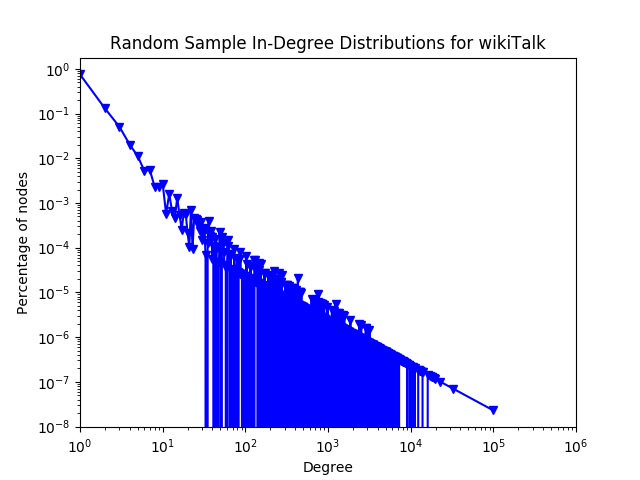 Random Sample In-Degree Distributions for wikiTalk
Percentage of nodes
10⁰
10⁻¹
10⁻²
10⁻³
10⁻⁴
10⁻⁵
10⁻⁶
10⁻⁷
10⁻⁸
10⁰ 10¹ 10² 10³ 10⁴ 10⁵ 10⁶
Degree